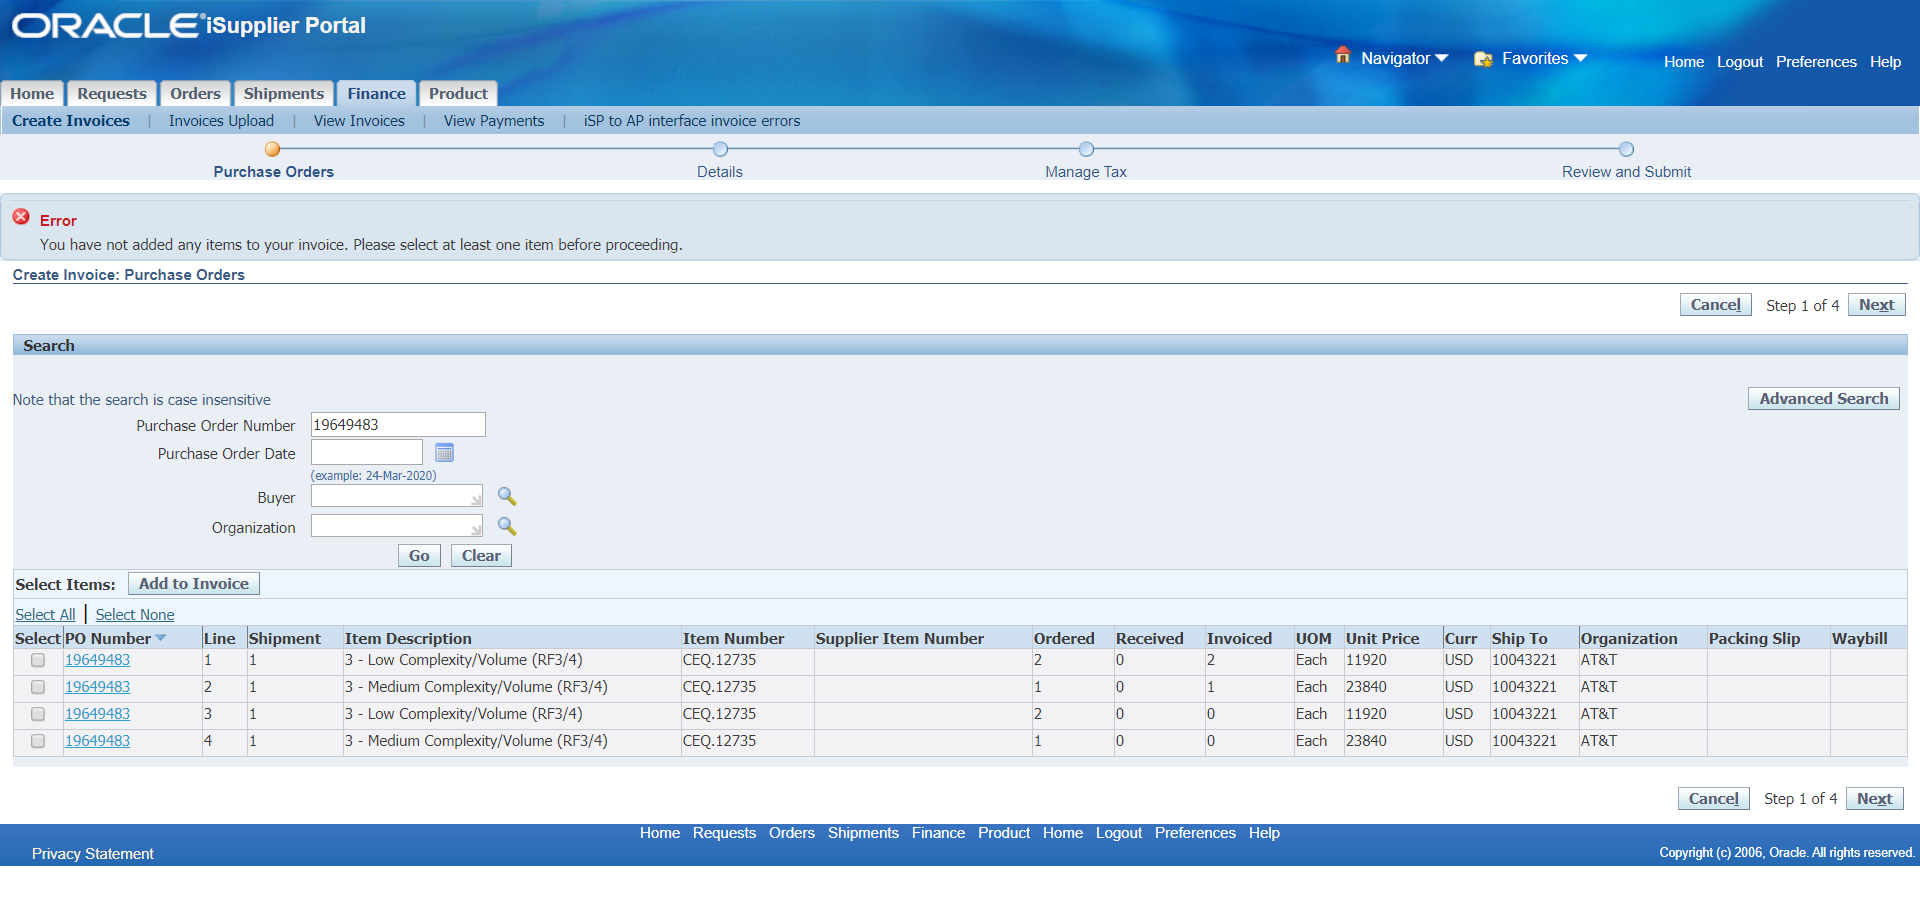 ORACLE® iSupplier Portal
Navigator Favorites Home Logout Preferences Help
Home Requests Orders Shipments Finance Product
Create Invoices | Invoices Upload | View Invoices | View Payments | iSP to AP interface invoice errors
Purchase Orders Details Manage Tax Review and Submit
Error
You have not added any items to your invoice. Please select at least one item before proceeding.
Create Invoice: Purchase Orders
Cancel Step 1 of 4 Next
Search
Note that the search is case insensitive
Advanced Search
Purchase Order Number 19649483
Purchase Order Date
(example: 24-Mar-2020)
Buyer
Organization
Go Clear
Select Items: Add to Invoice
Select All | Select None
Select PO Number Line Shipment Item Description Item Number Supplier Item Number Ordered Received Invoiced UOM Unit Price Curr Ship To Organization Packing Slip Waybill
19649483 1 1 3 - Low Complexity/Volume (RF3/4) CEQ.12735 2 0 2 Each 11920 USD 10043221 AT&T
19649483 2 1 3 - Medium Complexity/Volume (RF3/4) CEQ.12735 1 0 1 Each 23840 USD 10043221 AT&T
19649483 3 1 3 - Low Complexity/Volume (RF3/4) CEQ.12735 2 0 0 Each 11920 USD 10043221 AT&T
19649483 4 1 3 - Medium Complexity/Volume (RF3/4) CEQ.12735 1 0 0 Each 23840 USD 10043221 AT&T
Cancel Step 1 of 4 Next
Home Requests Orders Shipments Finance Product Home Logout Preferences Help
Privacy Statement
Copyright (c) 2006, Oracle. All rights reserved.